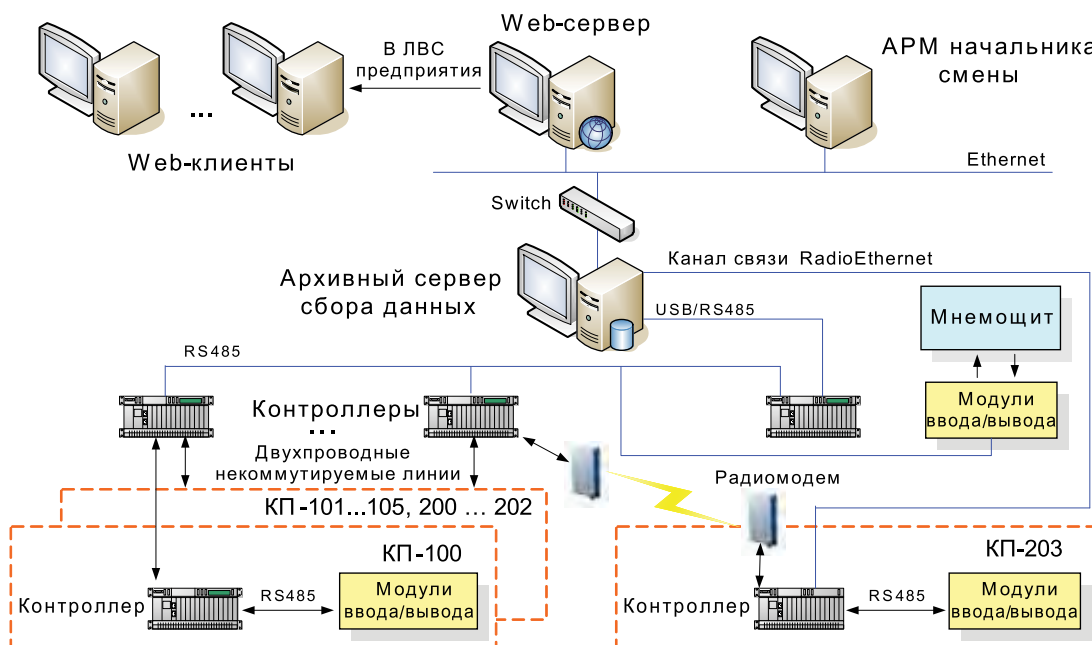 Web-сервер
АРМ начальника
смены
В ЛВС
предприятия
...
Web-клиенты
Ethernet
Switch
Архивный сервер
сбора данных
Канал связи RadioEthernet
USB/RS485
Мнемощит
RS485
Модули
ввода/вывода
Контроллеры
...
Двухпроводные
некоммутируемые линии
Радиомодем
КП-101...105, 200 ... 202
КП-100
КП-203
Контроллер
RS485
Модули
ввода/вывода
Контроллер
RS485
Модули
ввода/вывода